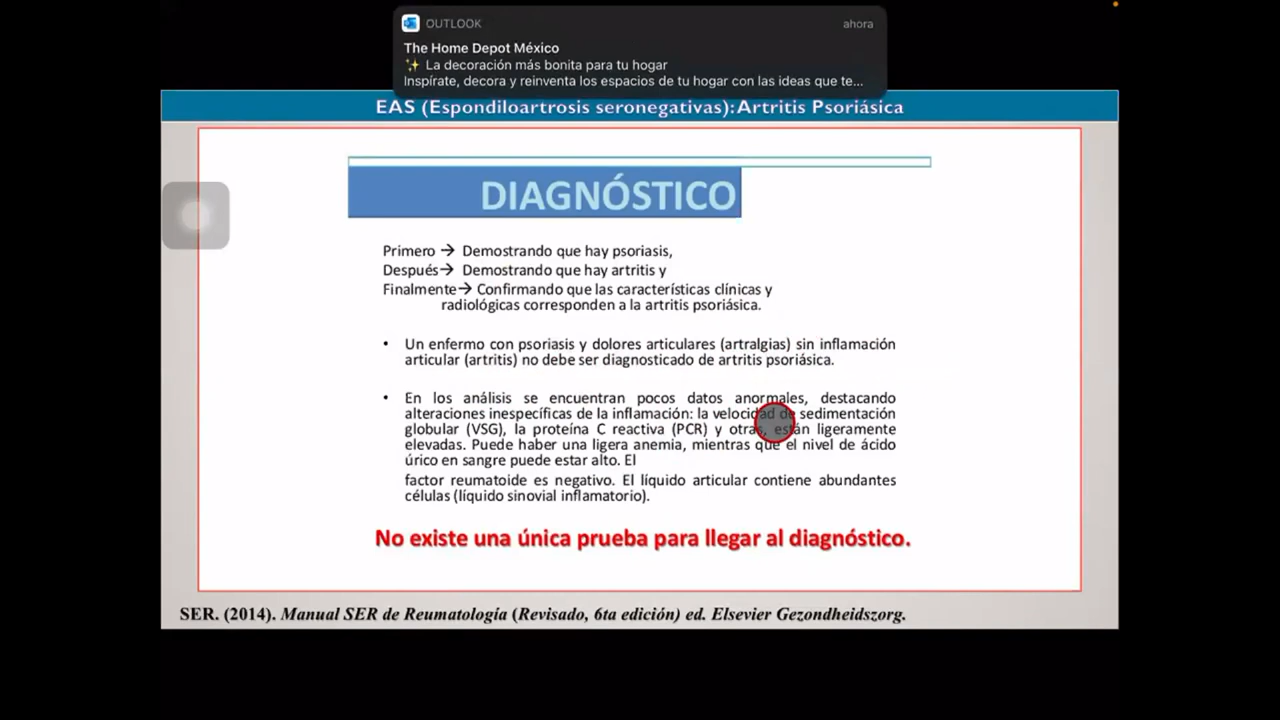 OUTLOOK
ahora
The Home Depot México
✨ La decoración más bonita para tu hogar
Inspírate, decora y reinventa los espacios de tu hogar con las ideas que te...
EAS (Espondiloartrosis seronegativas): Artritis Psoriásica
DIAGNÓSTICO
Primero → Demostrando que hay psoriasis,
Después→ Demostrando que hay artritis y
Finalmente→ Confirmando que las características clínicas y
radiológicas corresponden a la artritis psoriásica.
• Un enfermo con psoriasis y dolores articulares (artralgias) sin inflamación
articular (artritis) no debe ser diagnosticado de artritis psoriásica.
• En los análisis se encuentran pocos datos anormales, destacando
alteraciones inespecíficas de la inflamación: la velocidad de sedimentación
globular (VSG), la proteína C reactiva (PCR) y otras, están ligeramente
elevadas. Puede haber una ligera anemia, mientras que el nivel de ácido
úrico en sangre puede estar alto. El
factor reumatoide es negativo. El líquido articular contiene abundantes
células (líquido sinovial inflamatorio).
No existe una única prueba para llegar al diagnóstico.
SER. (2014). Manual SER de Reumatología (Revisado, 6ta edición) ed. Elsevier Gezondheidszorg.